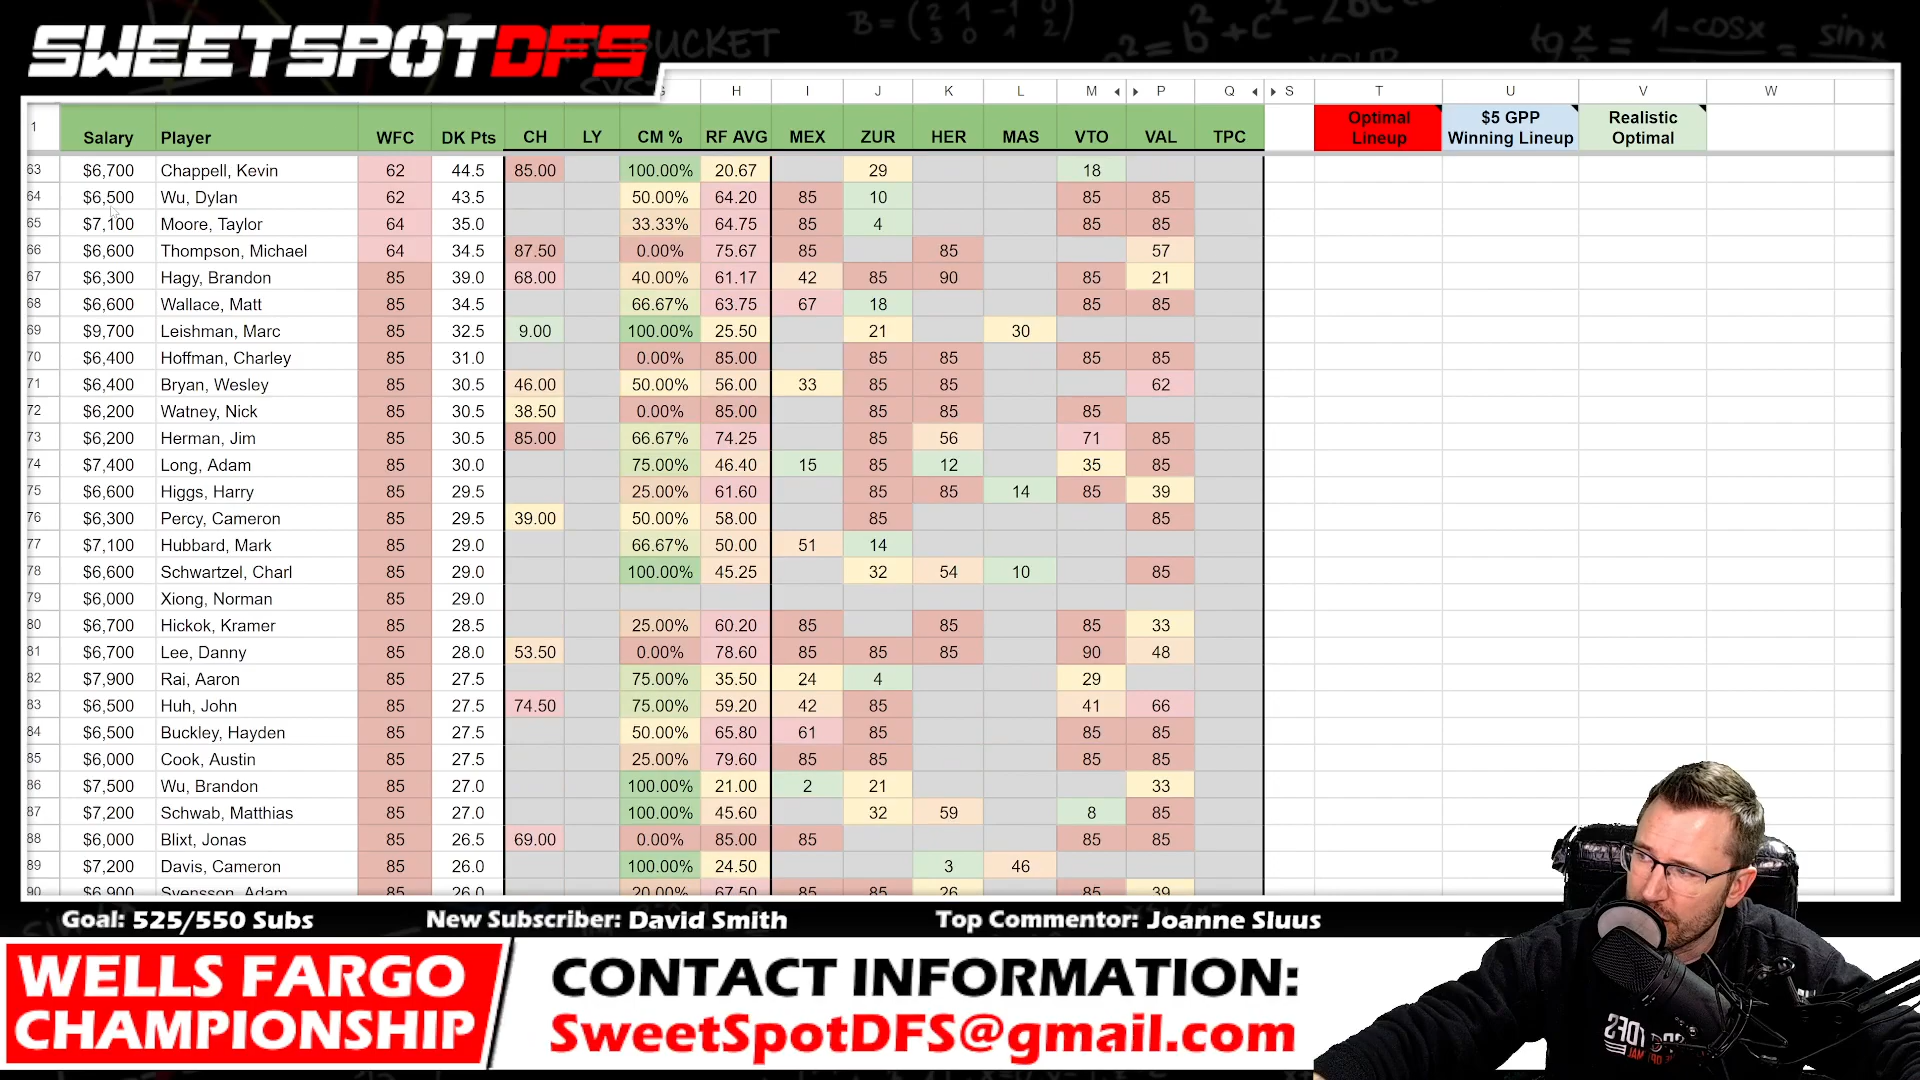 SWEETSPOTDFS
H I J K L M P Q S T U V W
1 Salary Player WFC DK Pts CH LY CM % RF AVG MEX ZUR HER MAS VTO VAL TPC Optimal Lineup $5 GPP Winning Lineup Realistic Optimal
63 $6,700 Chappell, Kevin 62 44.5 85.00 100.00% 20.67 29 18
64 $6,500 Wu, Dylan 62 43.5 50.00% 64.20 85 10 85 85
65 $7,100 Moore, Taylor 64 35.0 33.33% 64.75 85 4 85 85
66 $6,600 Thompson, Michael 64 34.5 87.50 0.00% 75.67 85 85 57
67 $6,300 Hagy, Brandon 85 39.0 68.00 40.00% 61.17 42 85 90 85 21
68 $6,600 Wallace, Matt 85 34.5 66.67% 63.75 67 18 85 85
69 $9,700 Leishman, Marc 85 32.5 9.00 100.00% 25.50 21 30
70 $6,400 Hoffman, Charley 85 31.0 0.00% 85.00 85 85 85 85
71 $6,400 Bryan, Wesley 85 30.5 46.00 50.00% 56.00 33 85 85 62
72 $6,200 Watney, Nick 85 30.5 38.50 0.00% 85.00 85 85 85
73 $6,200 Herman, Jim 85 30.5 85.00 66.67% 74.25 85 56 71 85
74 $7,400 Long, Adam 85 30.0 75.00% 46.40 15 85 12 35 85
75 $6,600 Higgs, Harry 85 29.5 25.00% 61.60 85 85 14 85 39
76 $6,300 Percy, Cameron 85 29.5 39.00 50.00% 58.00 85 85
77 $7,100 Hubbard, Mark 85 29.0 66.67% 50.00 51 14
78 $6,600 Schwartzel, Charl 85 29.0 100.00% 45.25 32 54 10 85
79 $6,000 Xiong, Norman 85 29.0
80 $6,700 Hickok, Kramer 85 28.5 25.00% 60.20 85 85 85 33
81 $6,700 Lee, Danny 85 28.0 53.50 0.00% 78.60 85 85 85 90 48
82 $7,900 Rai, Aaron 85 27.5 75.00% 35.50 24 4 29
83 $6,500 Huh, John 85 27.5 74.50 75.00% 59.20 42 85 41 66
84 $6,500 Buckley, Hayden 85 27.5 50.00% 65.80 61 85 85 85
85 $6,000 Cook, Austin 85 27.5 25.00% 79.60 85 85 85 85
86 $7,500 Wu, Brandon 85 27.0 100.00% 21.00 2 21 33
87 $7,200 Schwab, Matthias 85 27.0 100.00% 45.60 32 59 8 85
88 $6,000 Blixt, Jonas 85 26.5 69.00 0.00% 85.00 85 85 85
89 $7,200 Davis, Cameron 85 26.0 100.00% 24.50 3 46
90 $6,900 Svensson, Adam 85 26.0 20.00% 67.50 85 85 26 85 39
Goal: 525/550 Subs New Subscriber: David Smith Top Commentor: Joanne Sluus
WELLS FARGO CHAMPIONSHIP
CONTACT INFORMATION:
SweetSpotDFS@gmail.com